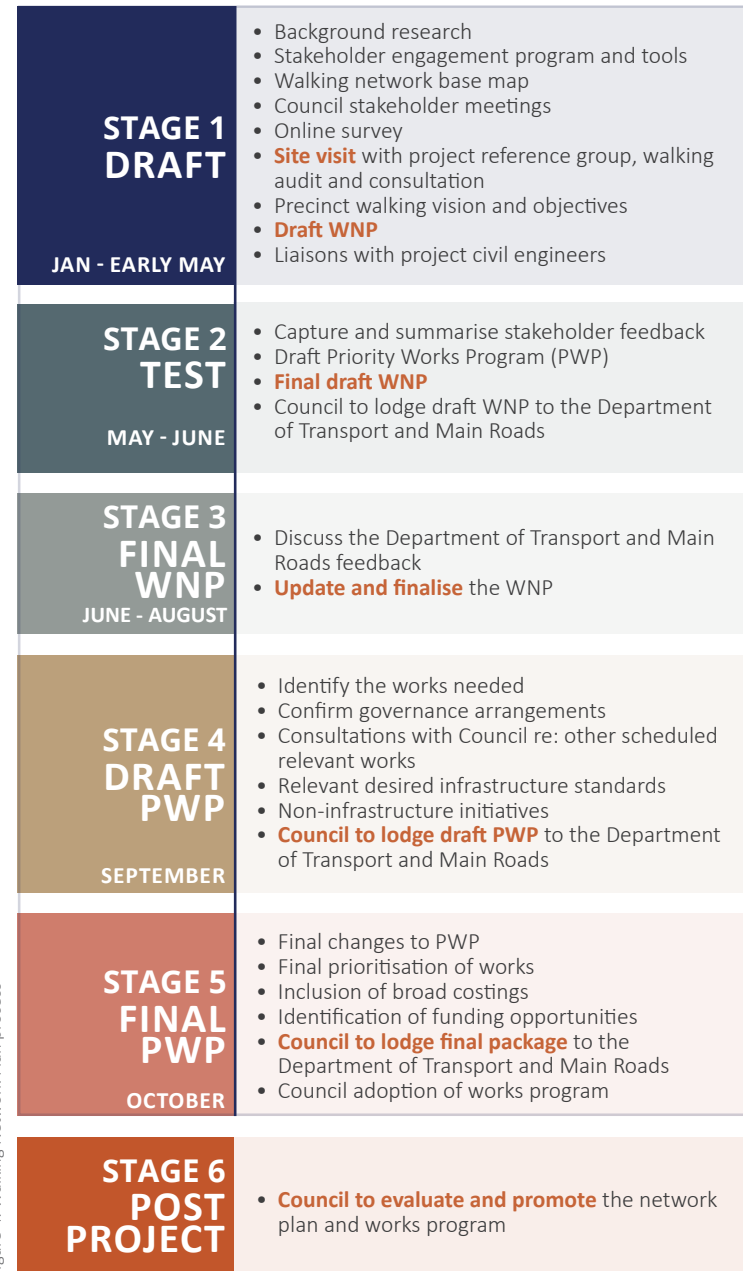 STAGE 1
DRAFT
JAN - EARLY MAY
• Background research
• Stakeholder engagement program and tools
• Walking network base map
• Council stakeholder meetings
• Online survey
• Site visit with project reference group, walking
audit and consultation
• Precinct walking vision and objectives
• Draft WNP
• Liaisons with project civil engineers
STAGE 2
TEST
MAY - JUNE
• Capture and summarise stakeholder feedback
• Draft Priority Works Program (PWP)
• Final draft WNP
• Council to lodge draft WNP to the Department
of Transport and Main Roads
STAGE 3
FINAL
WNP
JUNE - AUGUST
• Discuss the Department of Transport and Main
Roads feedback
• Update and finalise the WNP
STAGE 4
DRAFT
PWP
SEPTEMBER
• Identify the works needed
• Confirm governance arrangements
• Consultations with Council re: other scheduled
relevant works
• Relevant desired infrastructure standards
• Non-infrastructure initiatives
• Council to lodge draft PWP to the Department
of Transport and Main Roads
STAGE 5
FINAL
PWP
OCTOBER
• Final changes to PWP
• Final prioritisation of works
• Inclusion of broad costings
• Identification of funding opportunities
• Council to lodge final package to the
Department of Transport and Main Roads
• Council adoption of works program
STAGE 6
POST
PROJECT
• Council to evaluate and promote the network
plan and works program